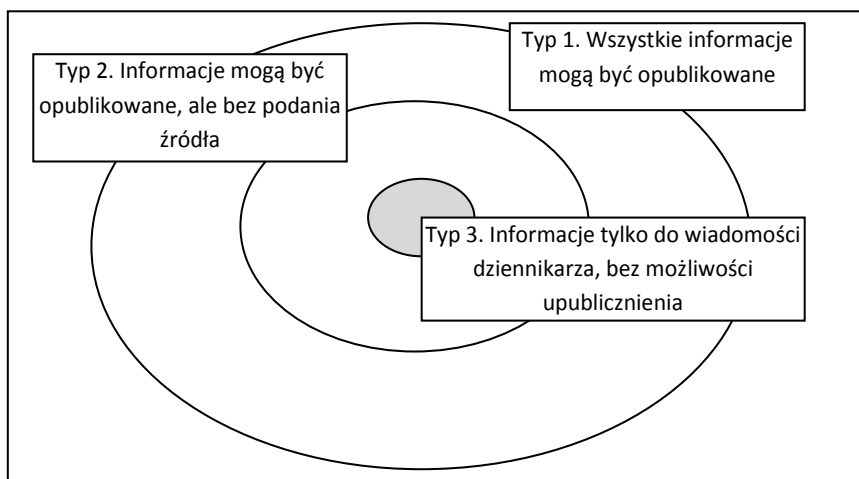 Typ 1. Wszystkie informacje
mogą być opublikowane
Typ 2. Informacje mogą być
opublikowane, ale bez podania
źródła
Typ 3. Informacje tylko do wiadomości
dziennikarza, bez możliwości
upublicznienia